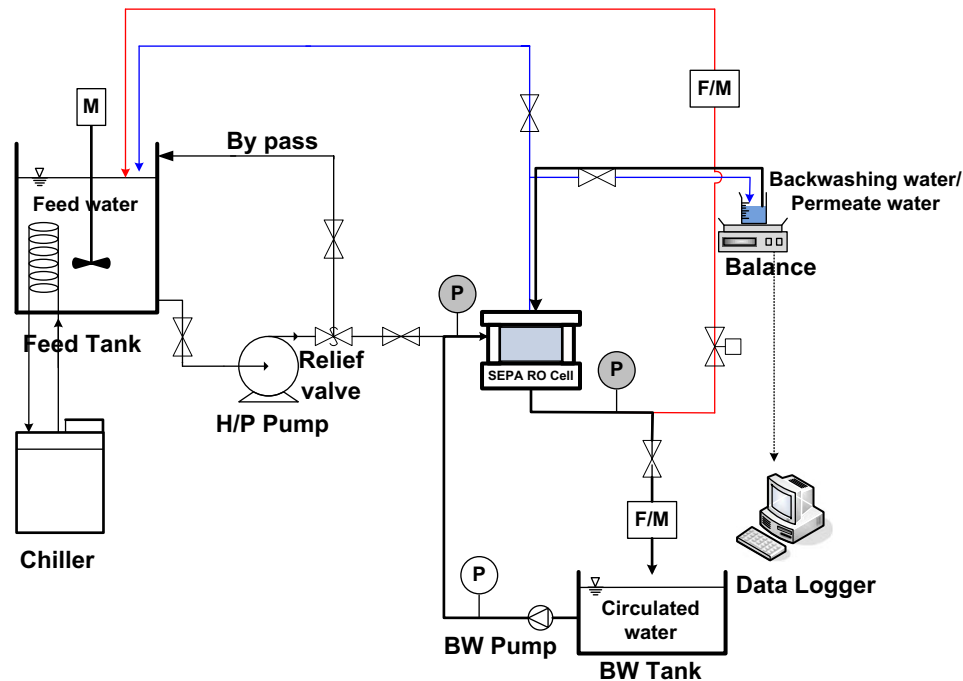 F/M
M
By pass
Backwashing water/
Permeate water
Feed water
Balance
P
Feed Tank
Relief
valve
P
SEPA RO Cell
H/P Pump
F/M
Chiller
P
Data Logger
Circulated
water
BW Pump
BW Tank